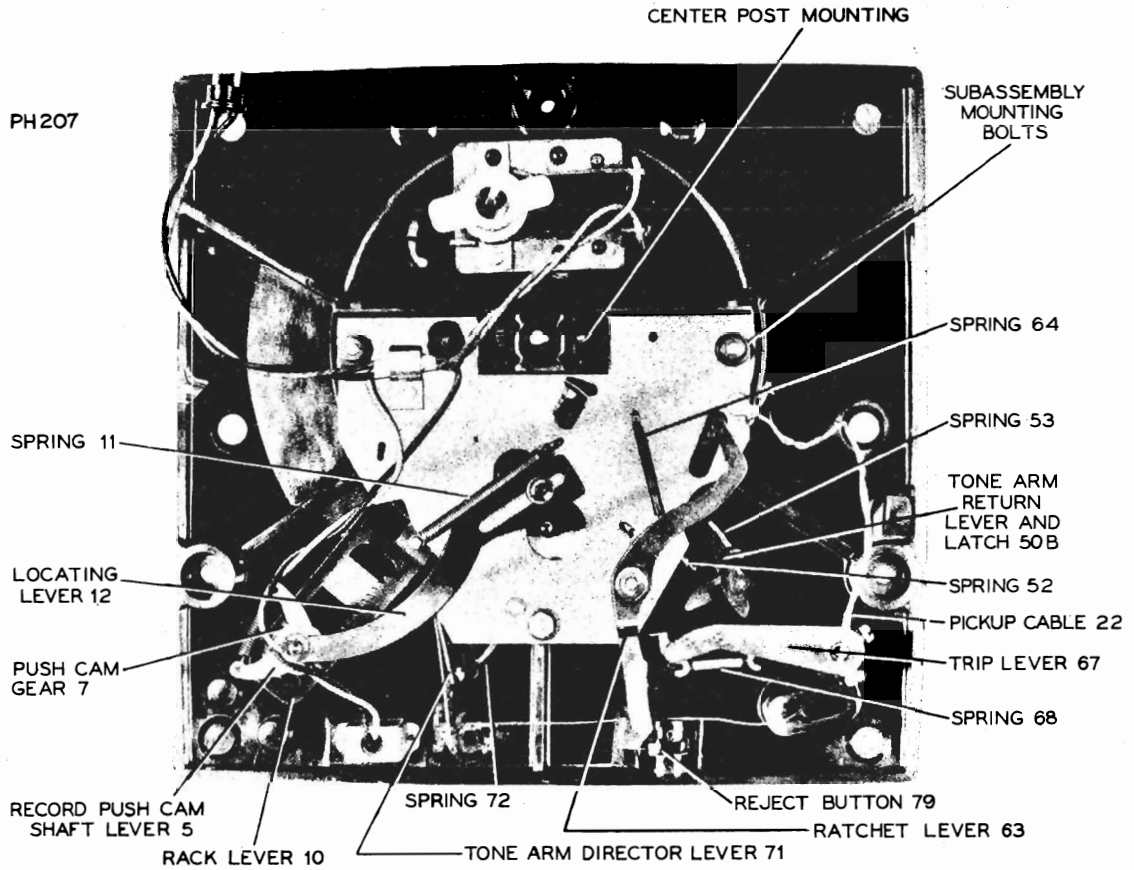 CENTER POST MOUNTING
PH 207
SUBASSEMBLY
MOUNTING
BOLTS
SPRING 64
SPRING 11
SPRING 53
TONE ARM
RETURN
LEVER AND
LATCH 50B
LOCATING
LEVER 12
SPRING 52
PICKUP CABLE 22
PUSH CAM
GEAR 7
TRIP LEVER 67
SPRING 68
RECORD PUSH CAM
SHAFT LEVER 5
SPRING 72
REJECT BUTTON 79
RATCHET LEVER 63
RACK LEVER 10
TONE ARM DIRECTOR LEVER 71